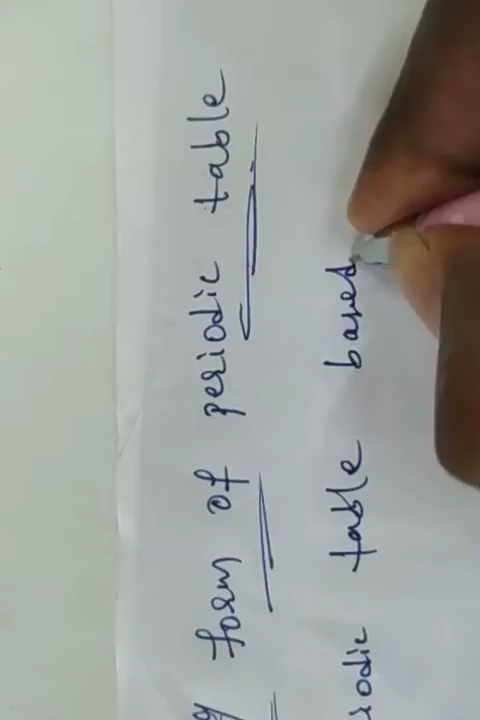 form of periodic table
table based